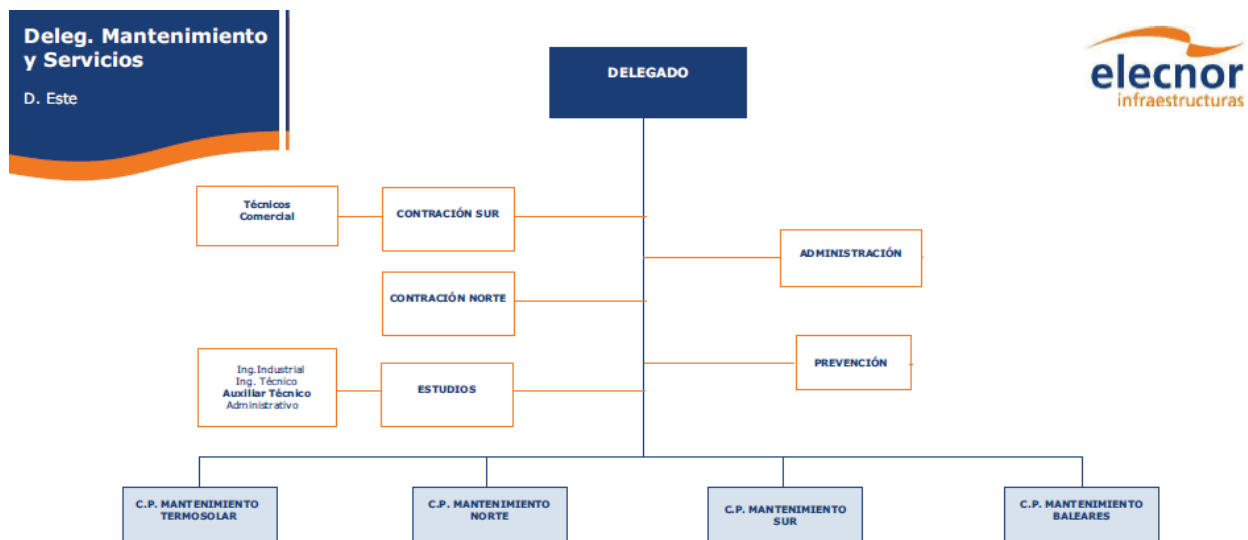 Deleg. Mantenimiento
y Servicios
D. Este
DELEGADO
elecnor
infraestructuras
Técnicos
Comercial
CONTRACIÓN SUR
ADMINISTRACIÓN
CONTRACIÓN NORTE
Ing.Industrial
Ing. Técnico
Auxiliar Técnico
Administrativo
ESTUDIOS
PREVENCIÓN
C.P. MANTENIMIENTO
TERMOSOLAR
C.P. MANTENIMIENTO
NORTE
C.P. MANTENIMIENTO
SUR
C.P. MANTENIMIENTO
BALEARES